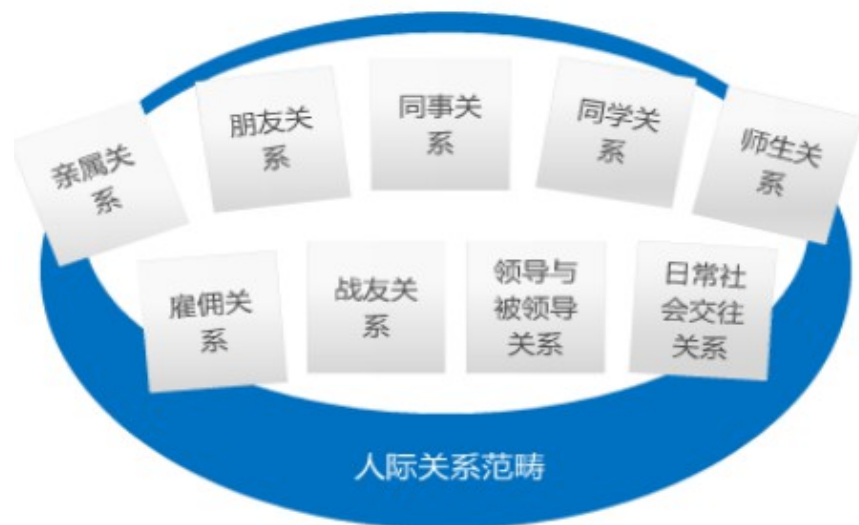 亲属关
系
朋友关
系
同事关
系
同学关
系
师生关
系
雇佣关
系
战友关
系
领导与
被领导
关系
日常社
会交往
关系
人际关系范畴